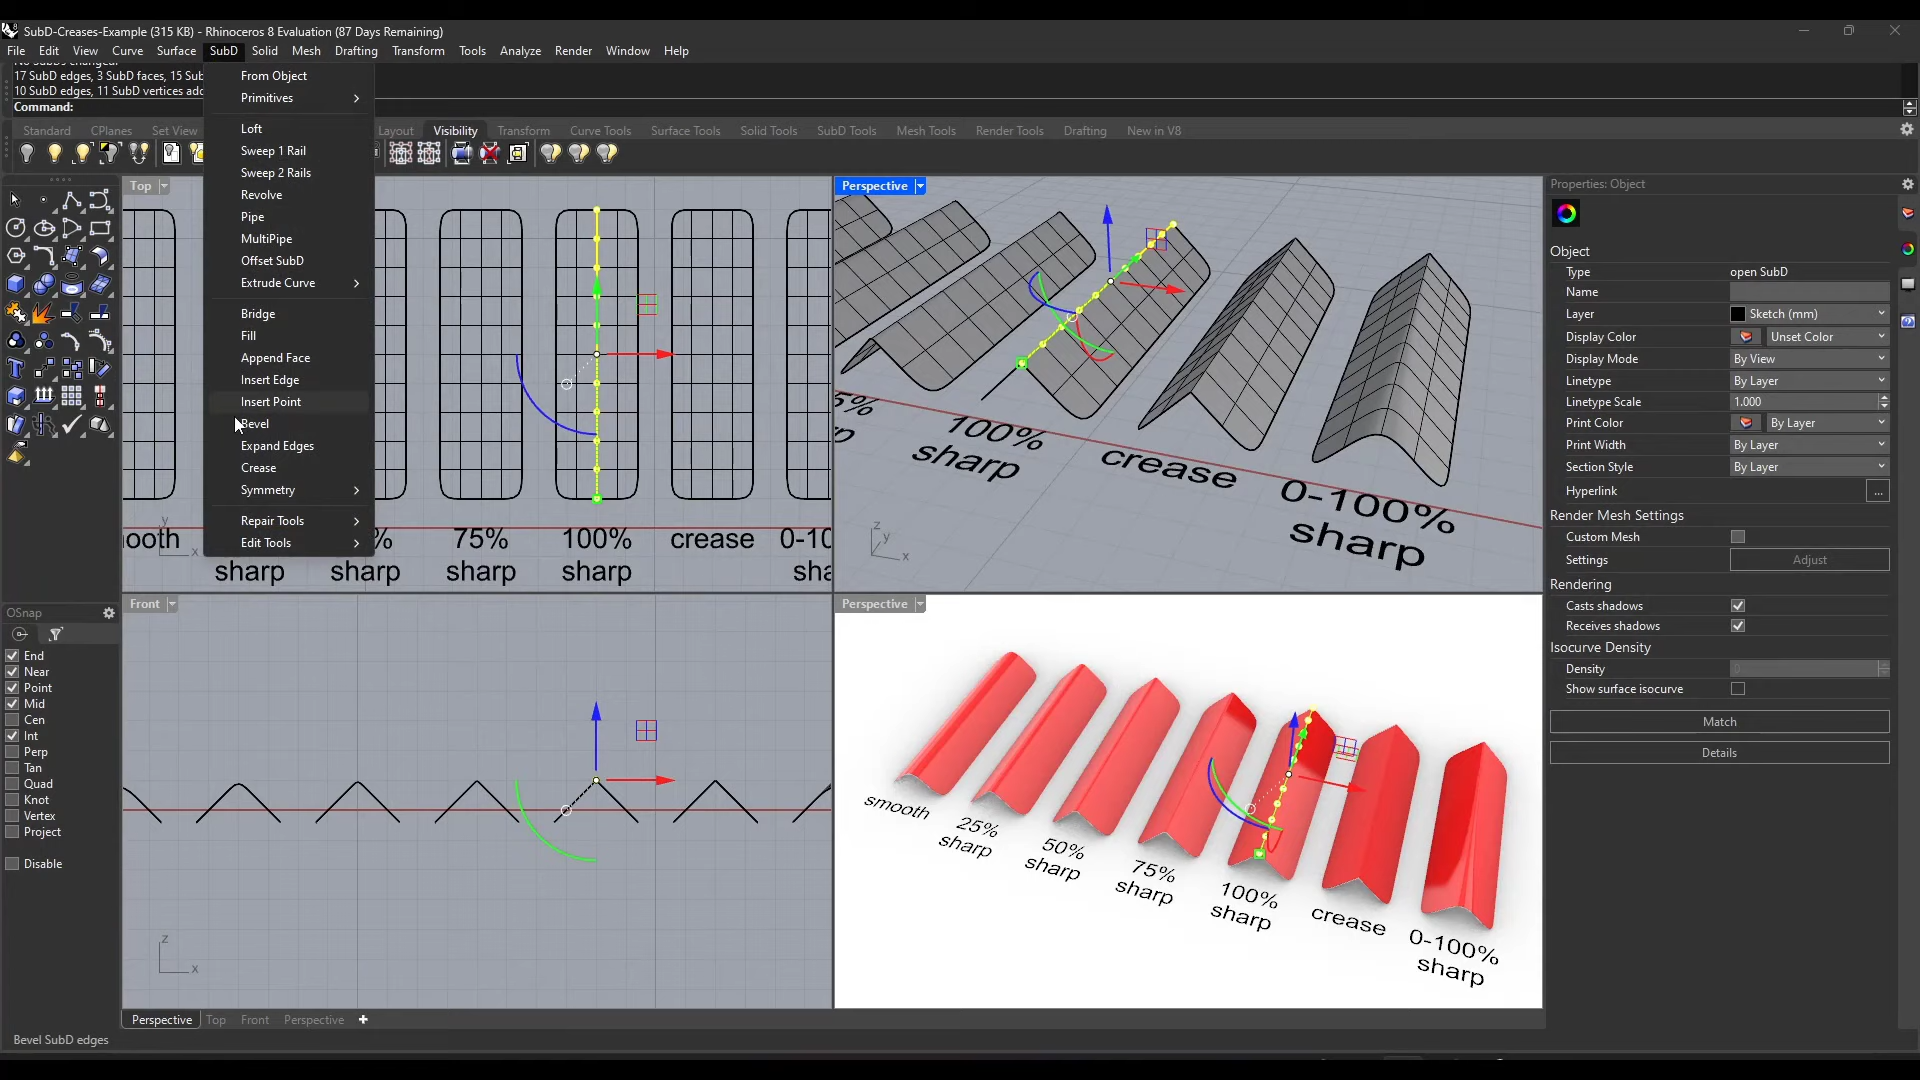 SubD-Creases-Example (315 KB) - Rhinoceros 8 Evaluation (87 Days Remaining)
File Edit View Curve Surface SubD Solid Mesh Drafting Transform Tools Analyze Render Window Help
17 SubD edges, 3 SubD faces, 15 Sub
10 SubD edges, 11 SubD vertices add
Command:
Standard CPlanes Set View Layout Visibility Transform Curve Tools Surface Tools Solid Tools SubD Tools Mesh Tools Render Tools Drafting New in V8
From Object
Primitives
Loft
Sweep 1 Rail
Sweep 2 Rails
Revolve
Pipe
MultiPipe
Offset SubD
Extrude Curve
Bridge
Fill
Append Face
Insert Edge
Insert Point
Bevel
Expand Edges
Crease
Symmetry
Repair Tools
Edit Tools
Top
y
x
ooth
sharp
%
sharp
75%
sharp
100%
sharp
crease
0-10
sha
Perspective
5%
p
100%
sharp
crease
0-100%
sharp
z
y
x
Front
z
x
Perspective
smooth
25%
sharp
50%
sharp
75%
sharp
100%
sharp
crease
0-100%
sharp
Properties: Object
Object
Type open SubD
Name
Layer Sketch (mm)
Display Color Unset Color
Display Mode By View
Linetype By Layer
Linetype Scale 1.000
Print Color By Layer
Print Width By Layer
Section Style By Layer
Hyperlink ...
Render Mesh Settings
Custom Mesh
Settings Adjust
Rendering
Casts shadows
Receives shadows
Isocurve Density
Density
Show surface isocurve
Match
Details
OSnap
End
Near
Point
Mid
Cen
Int
Perp
Tan
Quad
Knot
Vertex
Project
Disable
Perspective Top Front Perspective
Bevel SubD edges